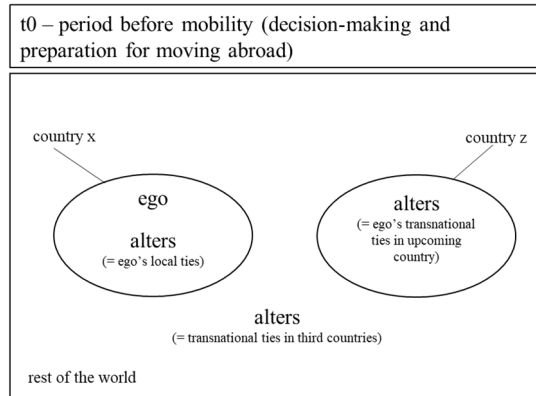 t0 – period before mobility (decision-making and
preparation for moving abroad)
country x
country z
ego
alters
(= ego's local ties)
alters
(= ego's transnational
ties in upcoming
country)
alters
(= transnational ties in third countries)
rest of the world